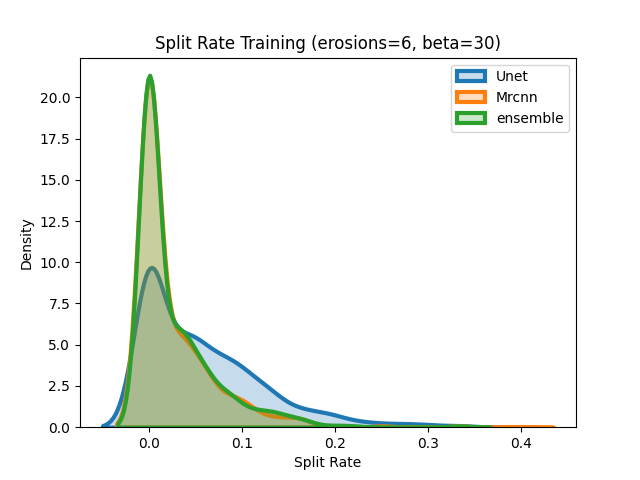 Split Rate Training (erosions=6, beta=30)
Unet
Mrcnn
ensemble
20.0
17.5
15.0
12.5
10.0
7.5
5.0
2.5
0.0
Density
0.0 0.1 0.2 0.3 0.4
Split Rate